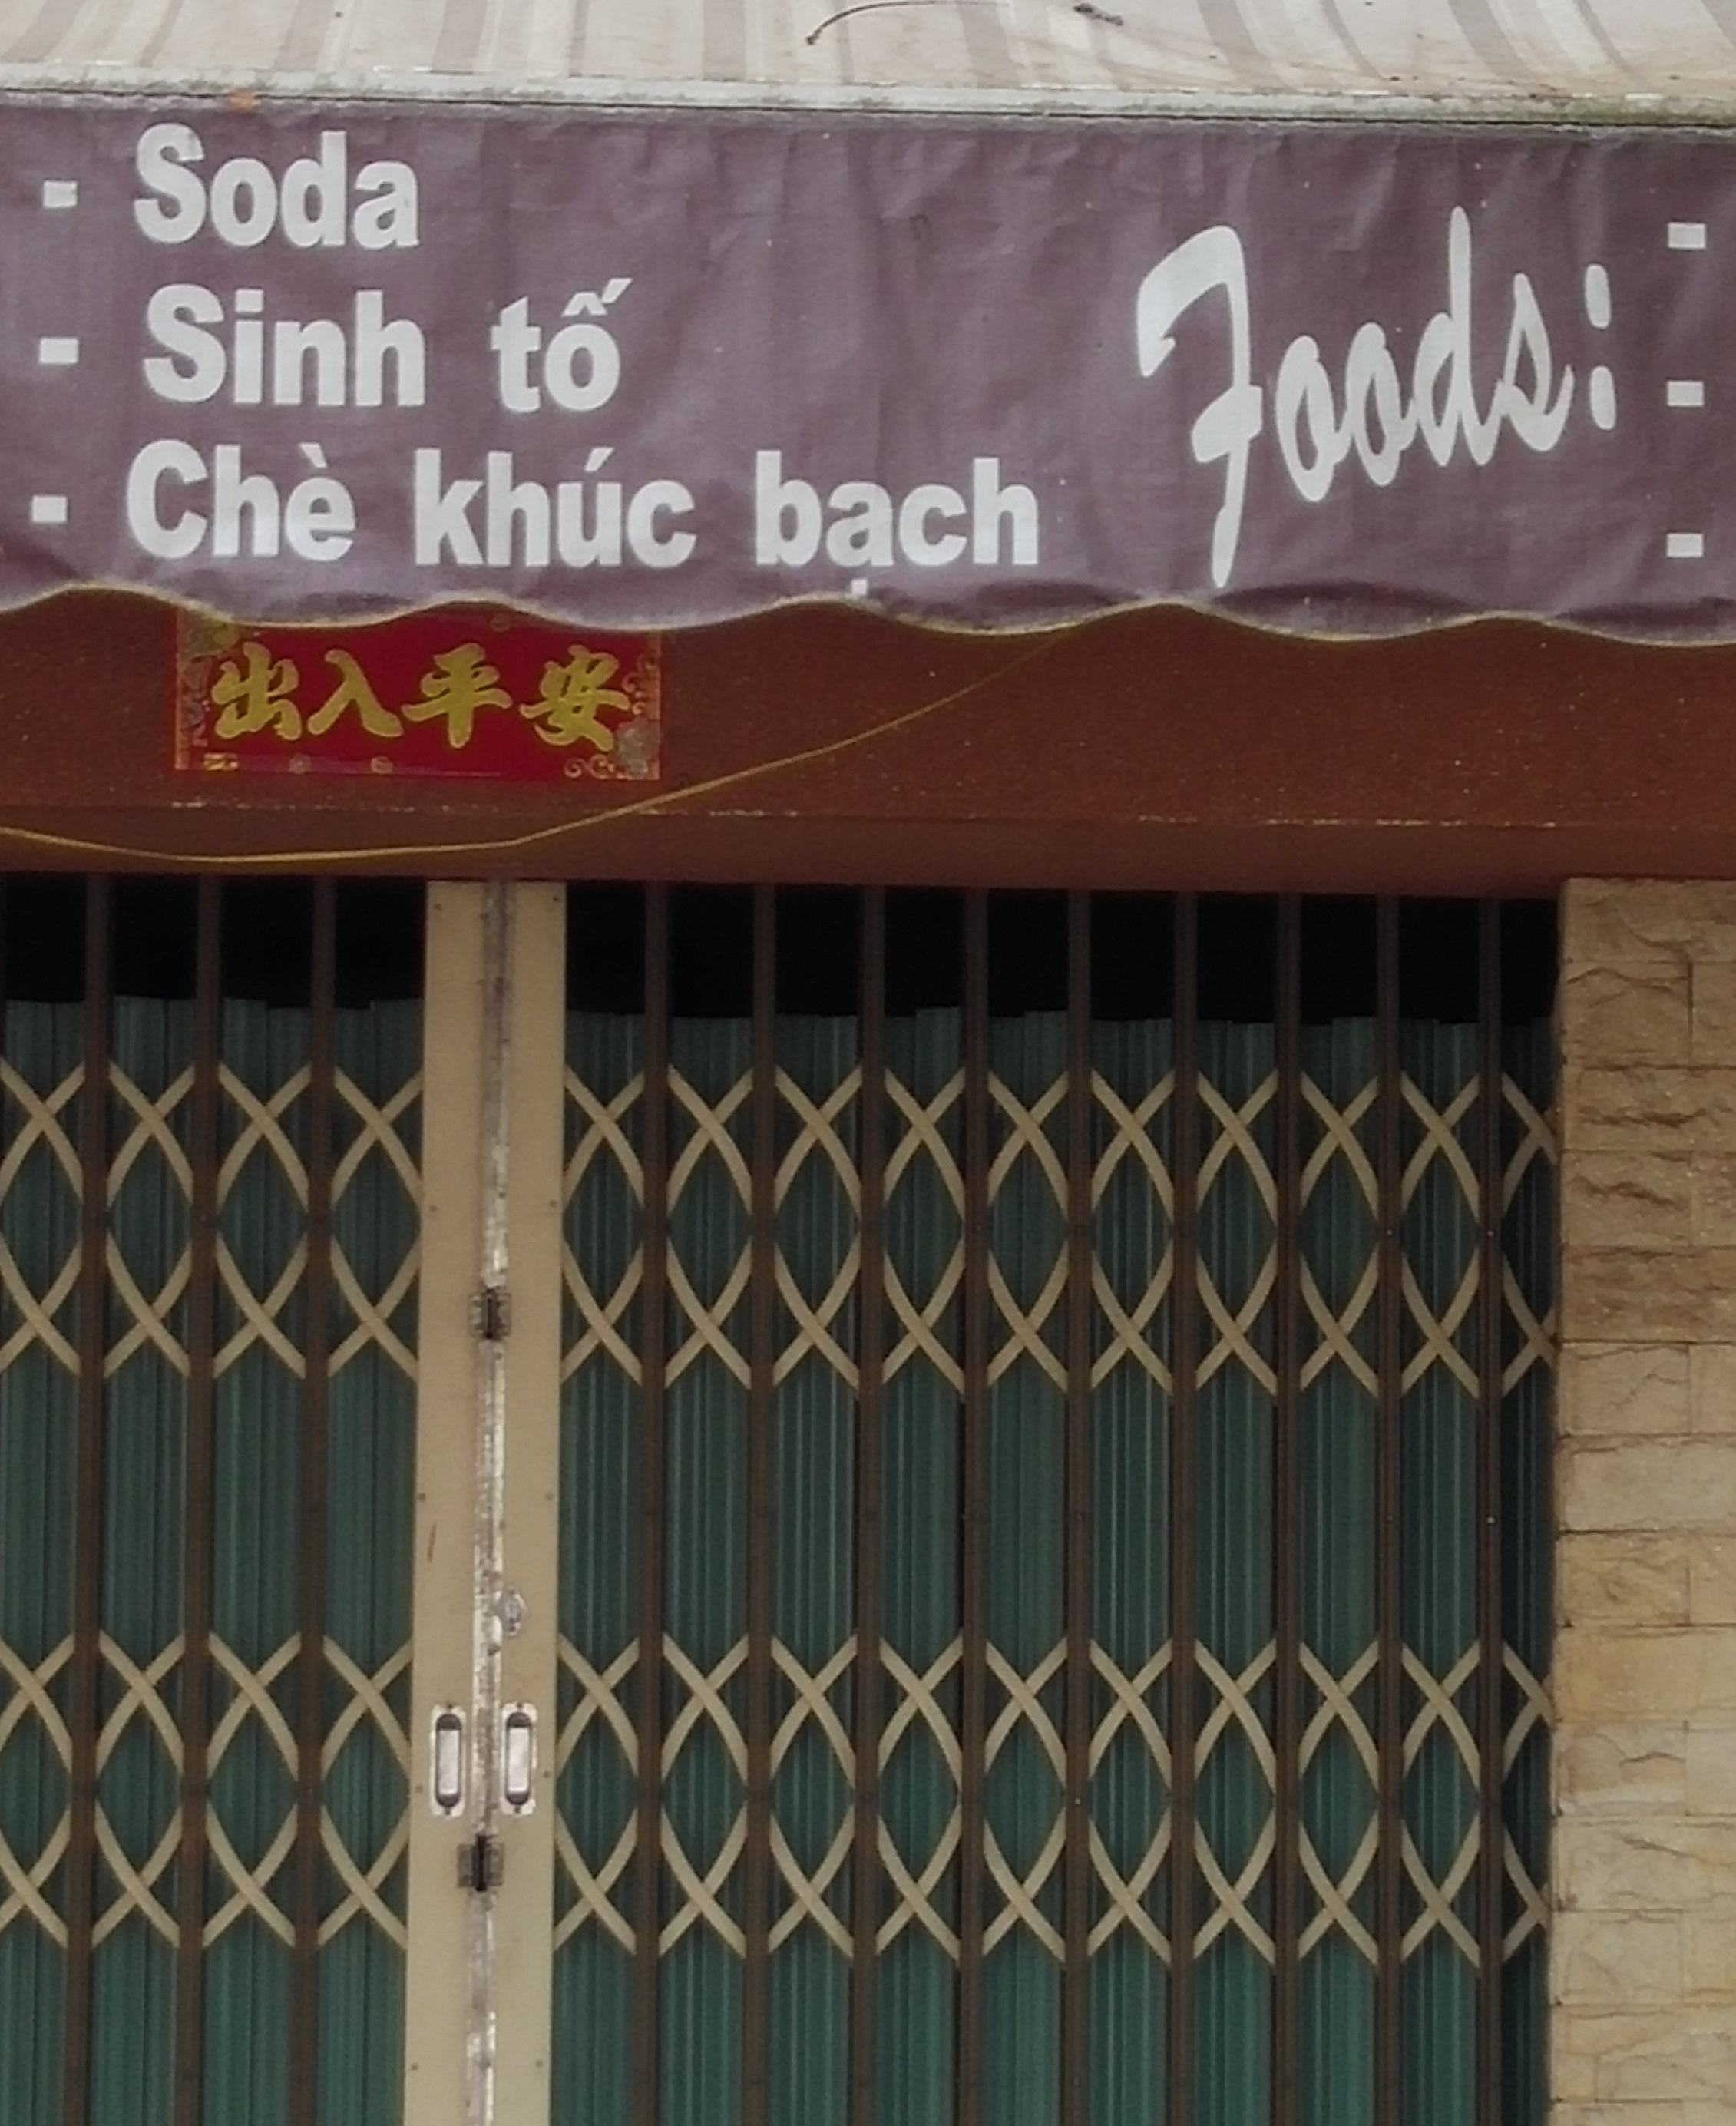 - Soda
- Sinh tố
- Chè khúc bạch
Foods:
-
-
-
出入平安